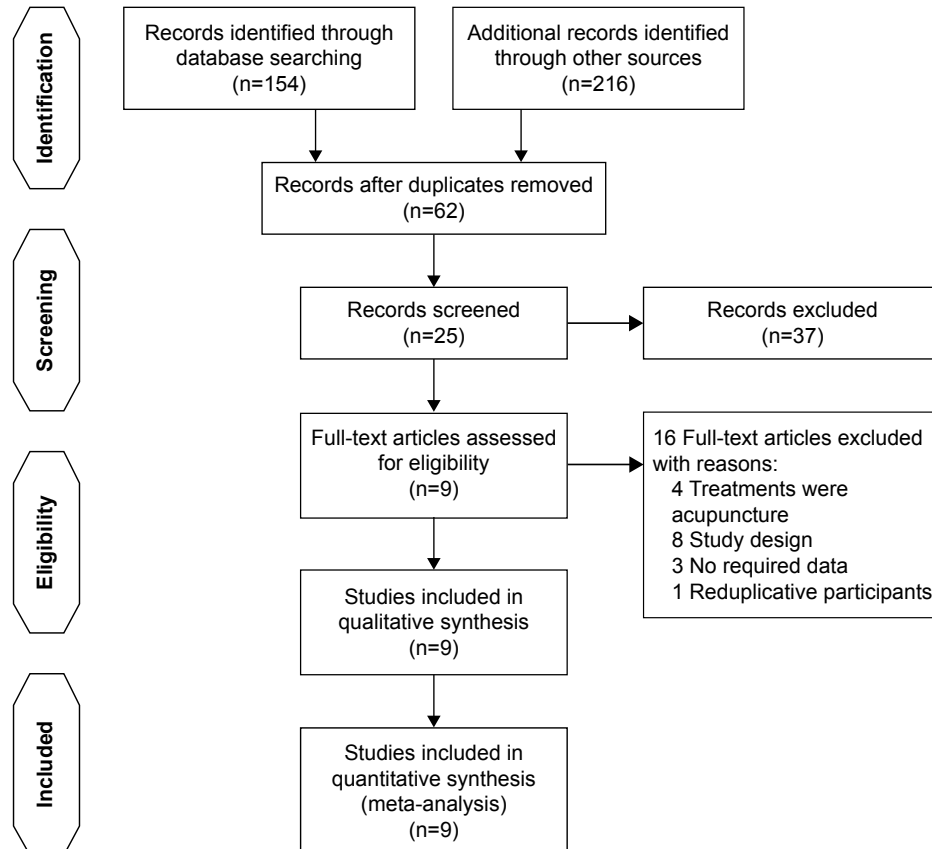 Identification
Records identified through
database searching
(n=154)
Additional records identified
through other sources
(n=216)
Records after duplicates removed
(n=62)
Screening
Records screened
(n=25)
Records excluded
(n=37)
Eligibility
Full-text articles assessed
for eligibility
(n=9)
16 Full-text articles excluded
with reasons:
4 Treatments were
acupuncture
8 Study design
3 No required data
1 Reduplicative participants
Studies included in
qualitative synthesis
(n=9)
Included
Studies included in
quantitative synthesis
(meta-analysis)
(n=9)